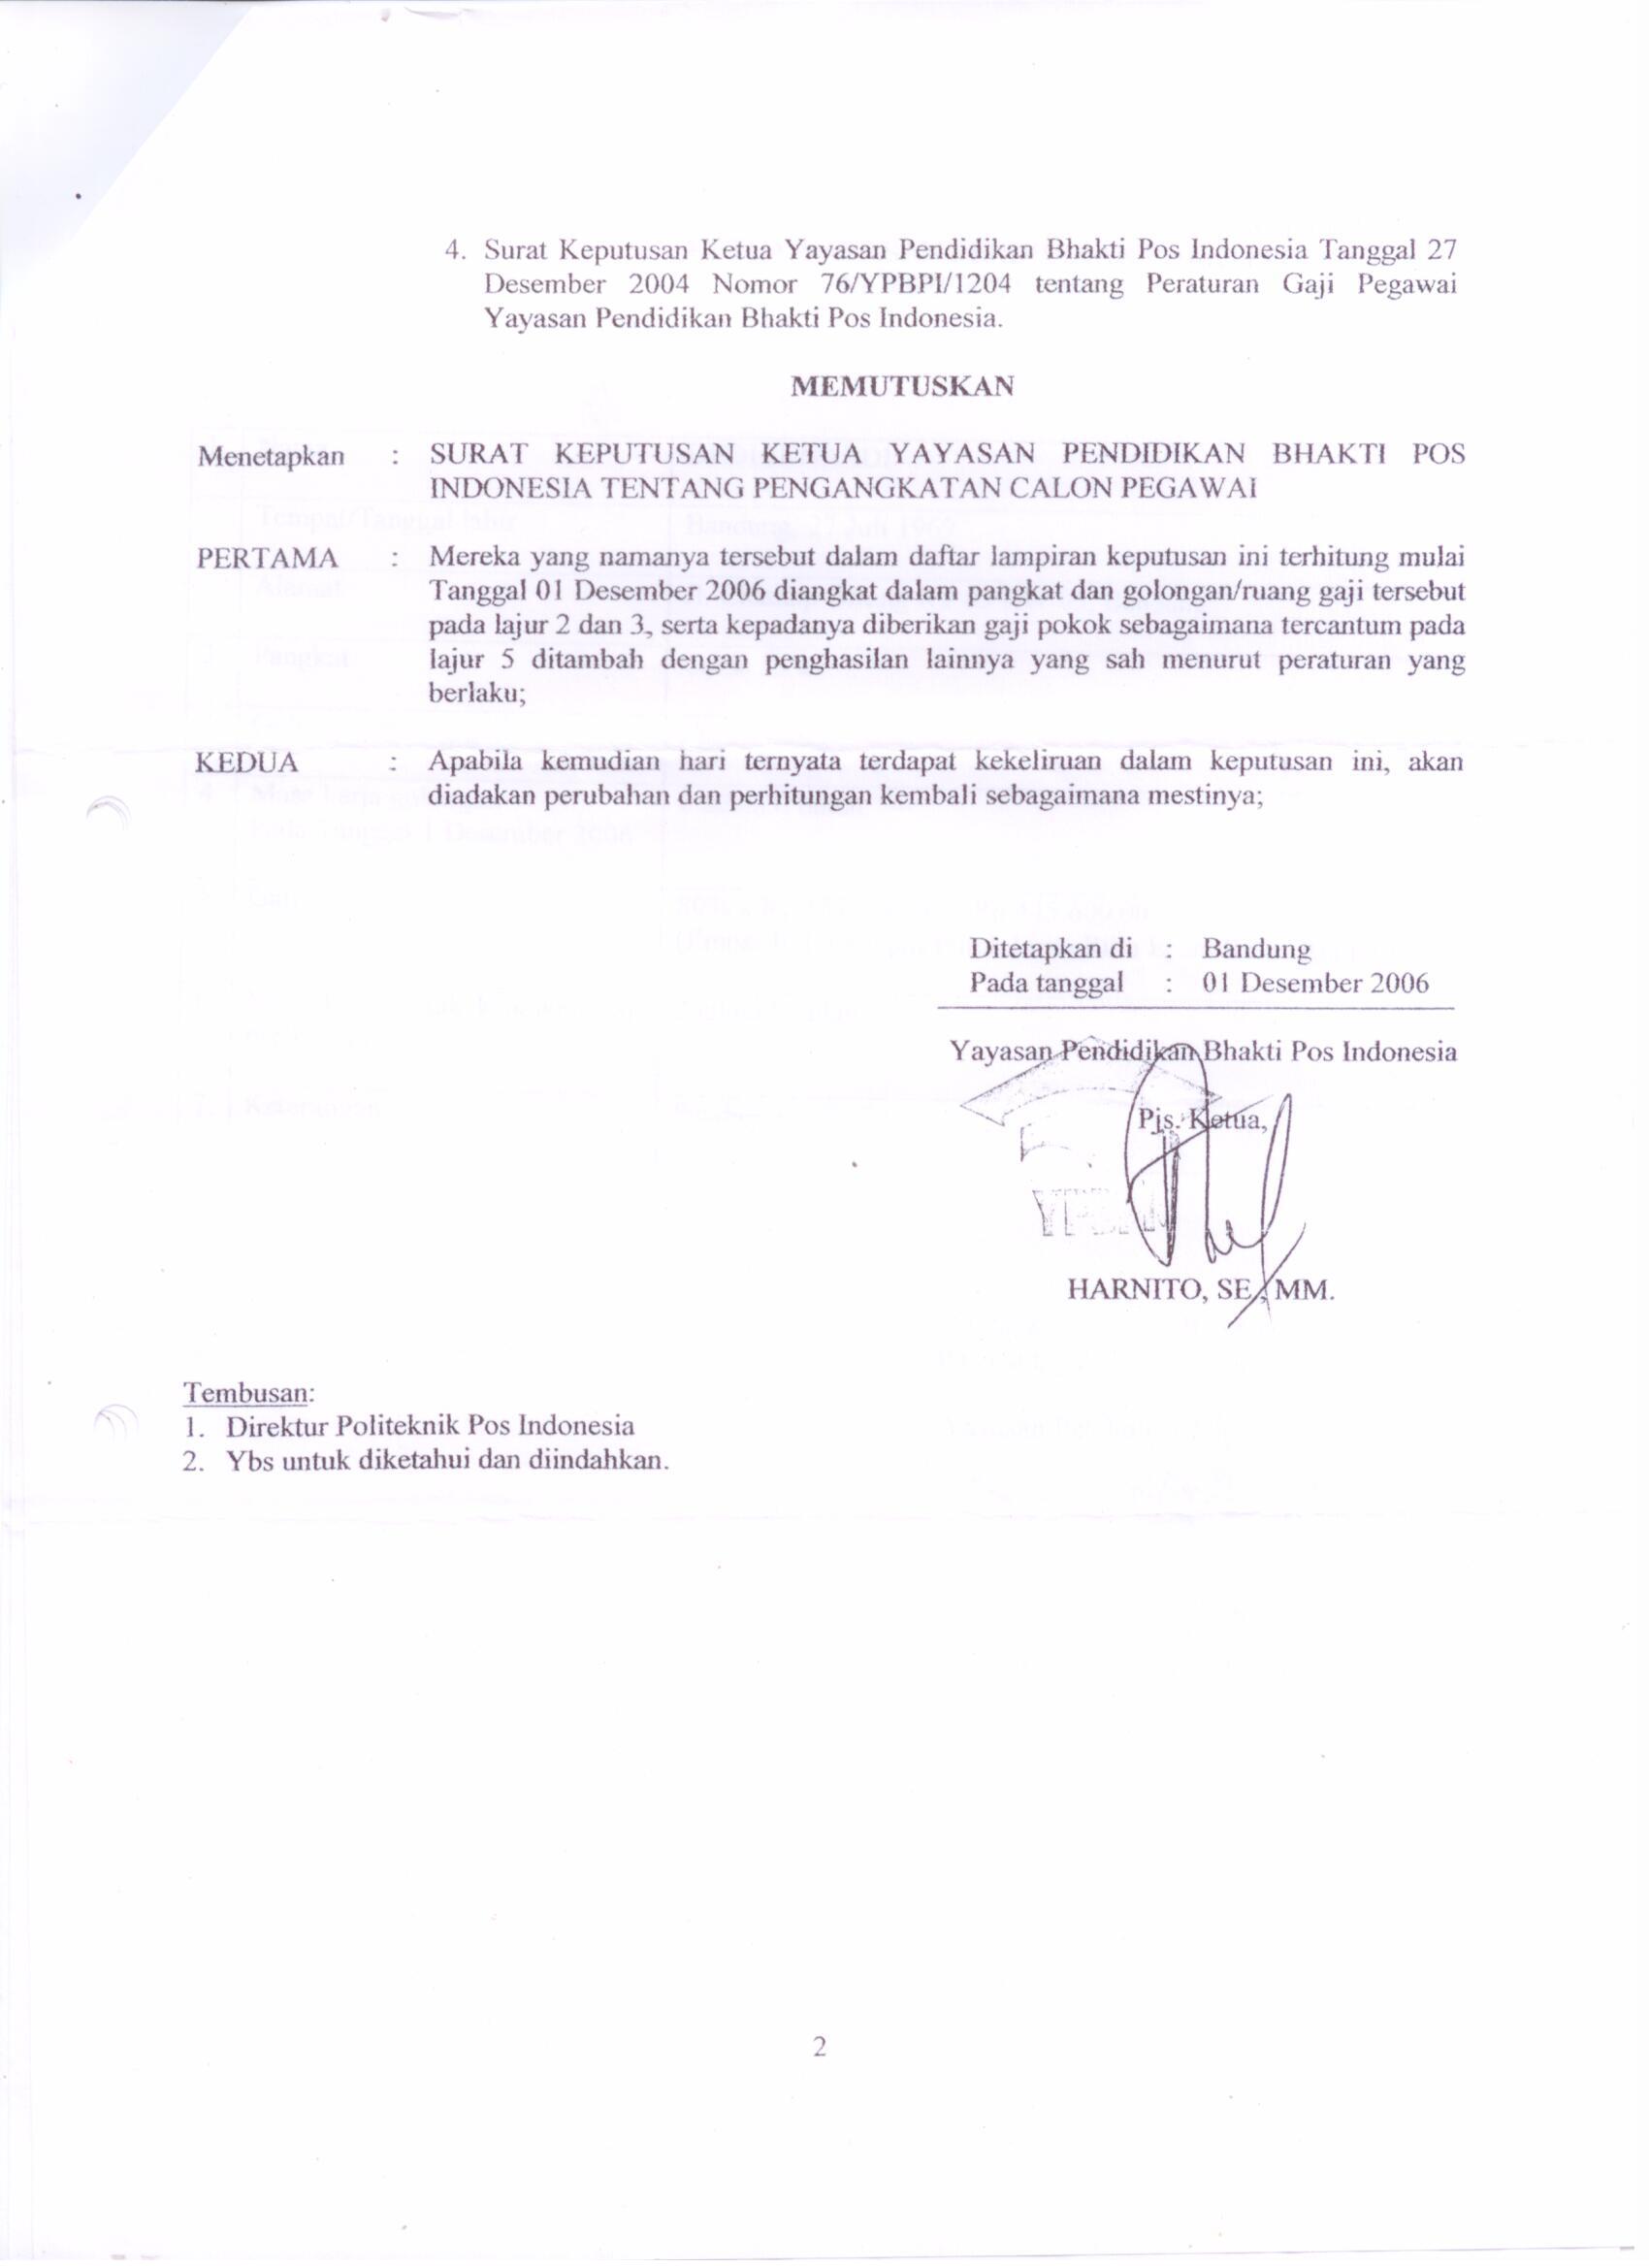 4. Surat Keputusan Ketua Yayasan Pendidikan Bhakti Pos Indonesia Tanggal 27
Desember 2004 Nomor 76/YPBPI/1204 tentang Peraturan Gaji Pegawai
Yayasan Pendidikan Bhakti Pos Indonesia.
MEMUTUSKAN
Menetapkan : SURAT KEPUTUSAN KETUA YAYASAN PENDIDIKAN BHAKTI POS
INDONESIA TENTANG PENGANGKATAN CALON PEGAWAI
PERTAMA : Mereka yang namanya tersebut dalam daftar lampiran keputusan ini terhitung mulai
Tanggal 01 Desember 2006 diangkat dalam pangkat dan golongan/ruang gaji tersebut
pada lajur 2 dan 3, serta kepadanya diberikan gaji pokok sebagaimana tercantum pada
lajur 5 ditambah dengan penghasilan lainnya yang sah menurut peraturan yang
berlaku;
KEDUA : Apabila kemudian hari ternyata terdapat kekeliruan dalam keputusan ini, akan
diadakan perubahan dan perhitungan kembali sebagaimana mestinya;
Ditetapkan di : Bandung
Pada tanggal : 01 Desember 2006
Yayasan Pendidikan Bhakti Pos Indonesia
Pjs. Ketua,
HARNITO, SE., MM.
Tembusan:
1. Direktur Politeknik Pos Indonesia
2. Ybs untuk diketahui dan diindahkan.
2